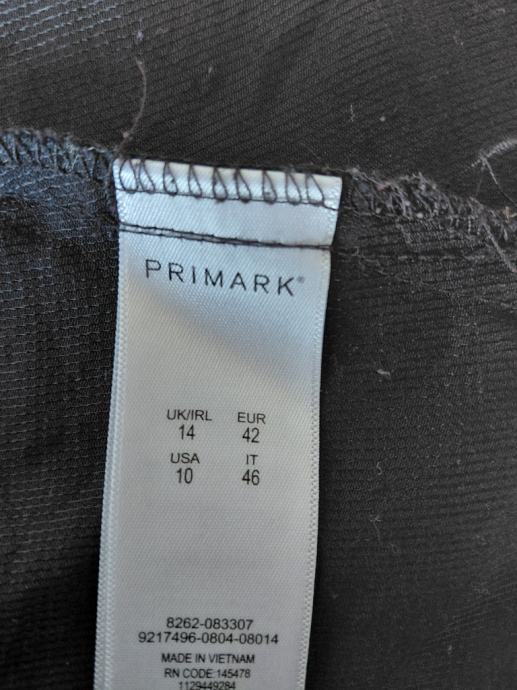 PRIMARK®
UK/IRL EUR
14 42
USA IT
10 46
8262-083307
9217496-0804-08014
MADE IN VIETNAM
RN CODE:145478
1129449284